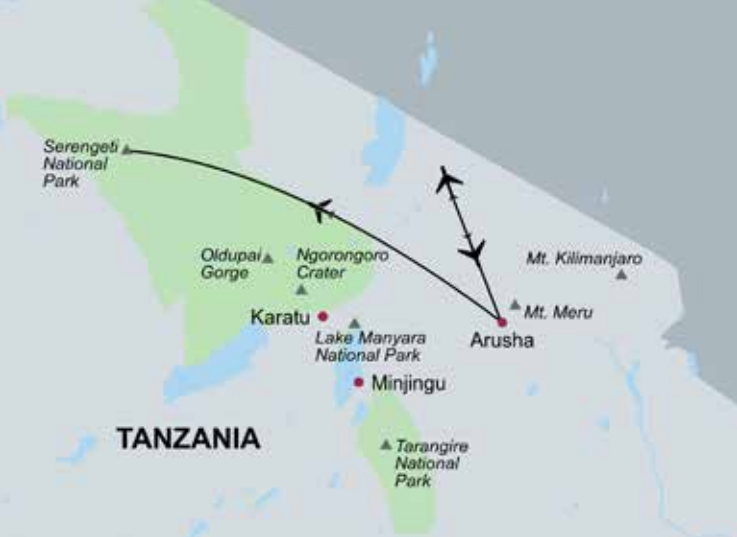 Serengeti
National
Park
Oldupai
Gorge
Ngorongoro
Crater
Mt. Kilimanjaro
Karatu
Mt. Meru
Lake Manyara
National Park
Arusha
Minjingu
TANZANIA
Tarangire
National
Park